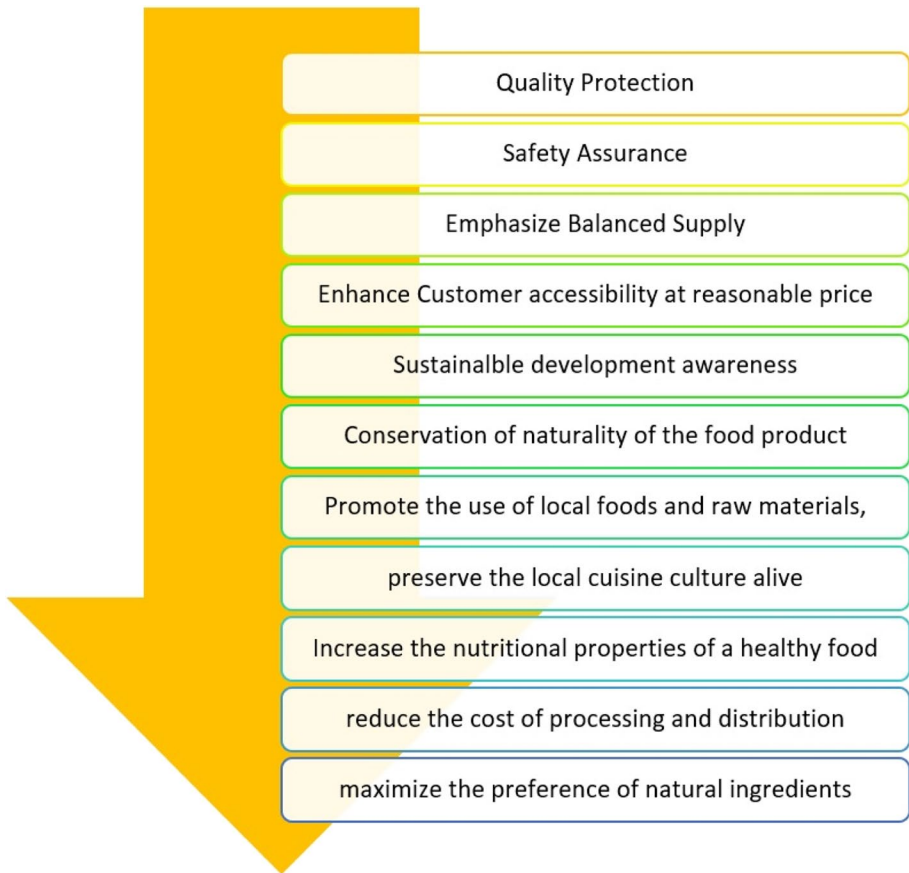 Quality Protection
Safety Assurance
Emphasize Balanced Supply
Enhance Customer accessibility at reasonable price
Sustainalble development awareness
Conservation of naturality of the food product
Promote the use of local foods and raw materials,
preserve the local cuisine culture alive
Increase the nutritional properties of a healthy food
reduce the cost of processing and distribution
maximize the preference of natural ingredients